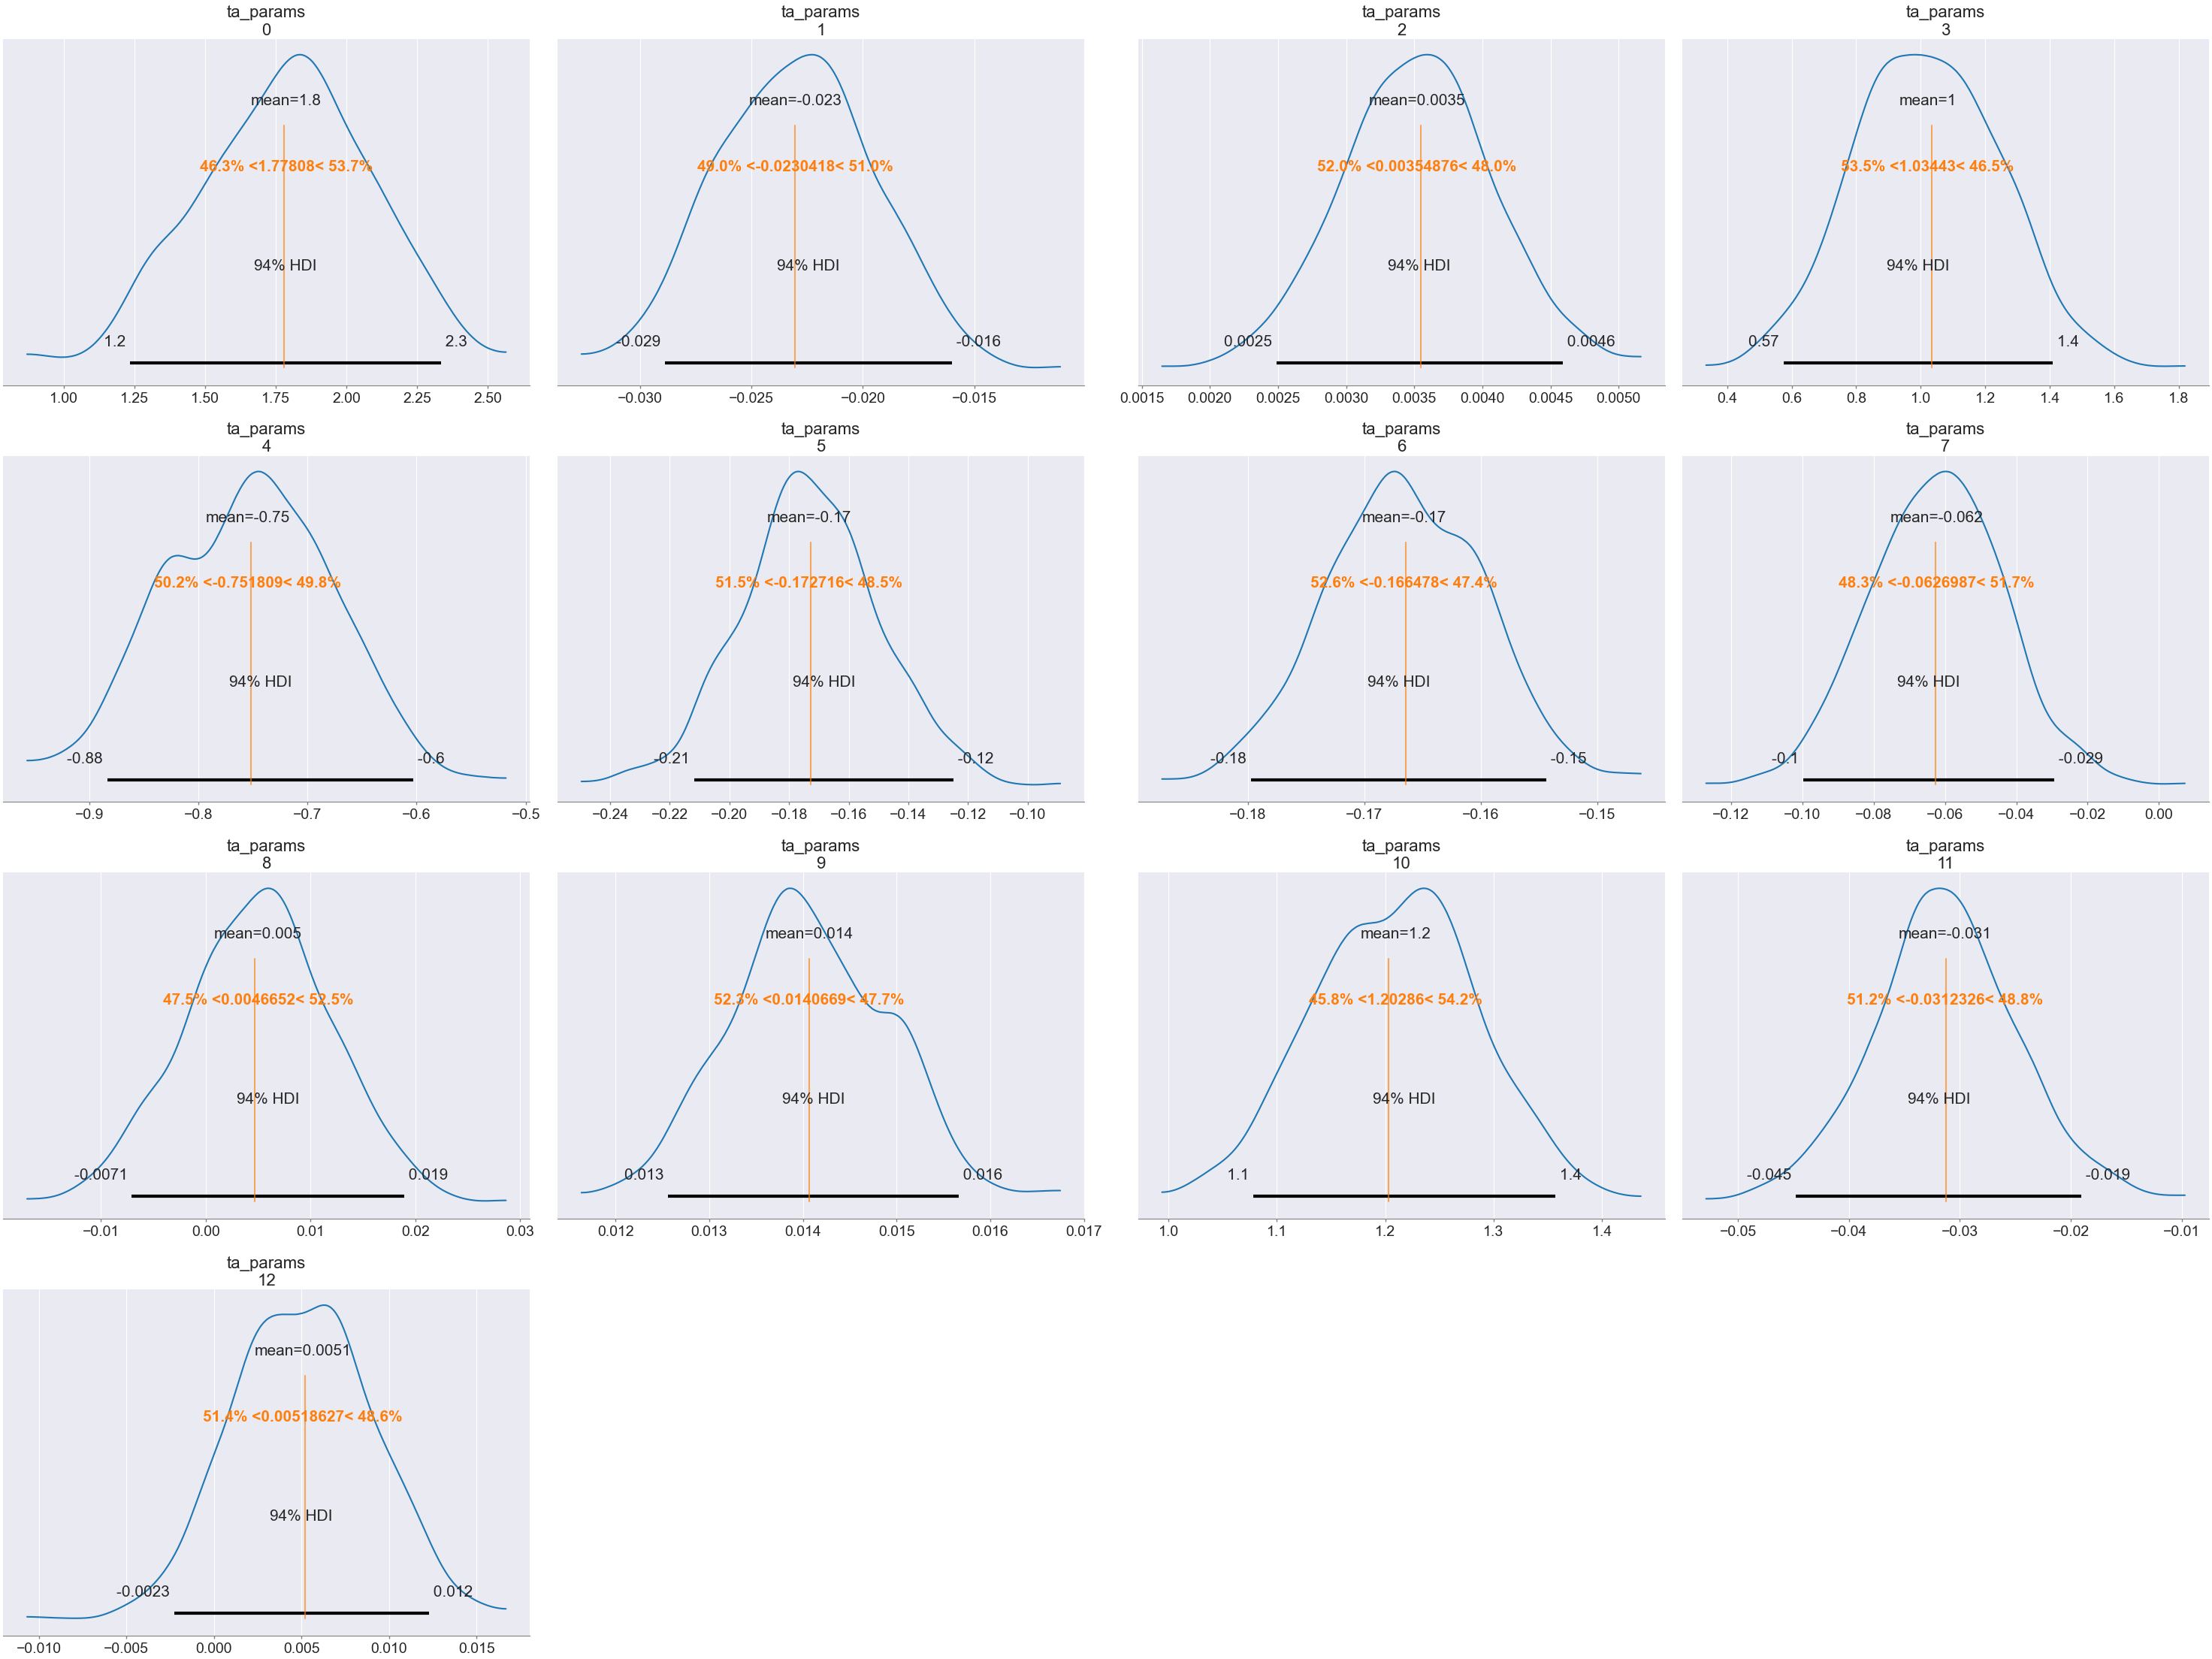 ta_params
0
mean=1.8
46.3% <1.77808< 53.7%
94% HDI
1.2
2.3
1.00 1.25 1.50 1.75 2.00 2.25 2.50
ta_params
1
mean=-0.023
49.0% <-0.0230418< 51.0%
94% HDI
-0.029
-0.016
−0.030 −0.025 −0.020 −0.015
ta_params
2
mean=0.0035
52.0% <0.00354876< 48.0%
94% HDI
0.0025
0.0046
0.0015 0.0020 0.0025 0.0030 0.0035 0.0040 0.0045 0.0050
ta_params
3
mean=1
53.5% <1.03443< 46.5%
94% HDI
0.57
1.4
0.4 0.6 0.8 1.0 1.2 1.4 1.6 1.8
ta_params
4
mean=-0.75
50.2% <-0.751809< 49.8%
94% HDI
-0.88
-0.6
−0.9 −0.8 −0.7 −0.6 −0.5
ta_params
5
mean=-0.17
51.5% <-0.172716< 48.5%
94% HDI
-0.21
-0.12
−0.24 −0.22 −0.20 −0.18 −0.16 −0.14 −0.12 −0.10
ta_params
6
mean=-0.17
52.6% <-0.166478< 47.4%
94% HDI
-0.18
-0.15
−0.18 −0.17 −0.16 −0.15
ta_params
7
mean=-0.062
48.3% <-0.0626987< 51.7%
94% HDI
-0.1
-0.029
−0.12 −0.10 −0.08 −0.06 −0.04 −0.02 0.00
ta_params
8
mean=0.005
47.5% <0.0046652< 52.5%
94% HDI
-0.0071
0.019
−0.01 0.00 0.01 0.02 0.03
ta_params
9
mean=0.014
52.3% <0.0140669< 47.7%
94% HDI
0.013
0.016
0.012 0.013 0.014 0.015 0.016 0.017
ta_params
10
mean=1.2
45.8% <1.20286< 54.2%
94% HDI
1.1
1.4
1.0 1.1 1.2 1.3 1.4
ta_params
11
mean=-0.031
51.2% <-0.0312326< 48.8%
94% HDI
-0.045
-0.019
−0.05 −0.04 −0.03 −0.02 −0.01
ta_params
12
mean=0.0051
51.4% <0.00518627< 48.6%
94% HDI
-0.0023
0.012
−0.010 −0.005 0.000 0.005 0.010 0.015